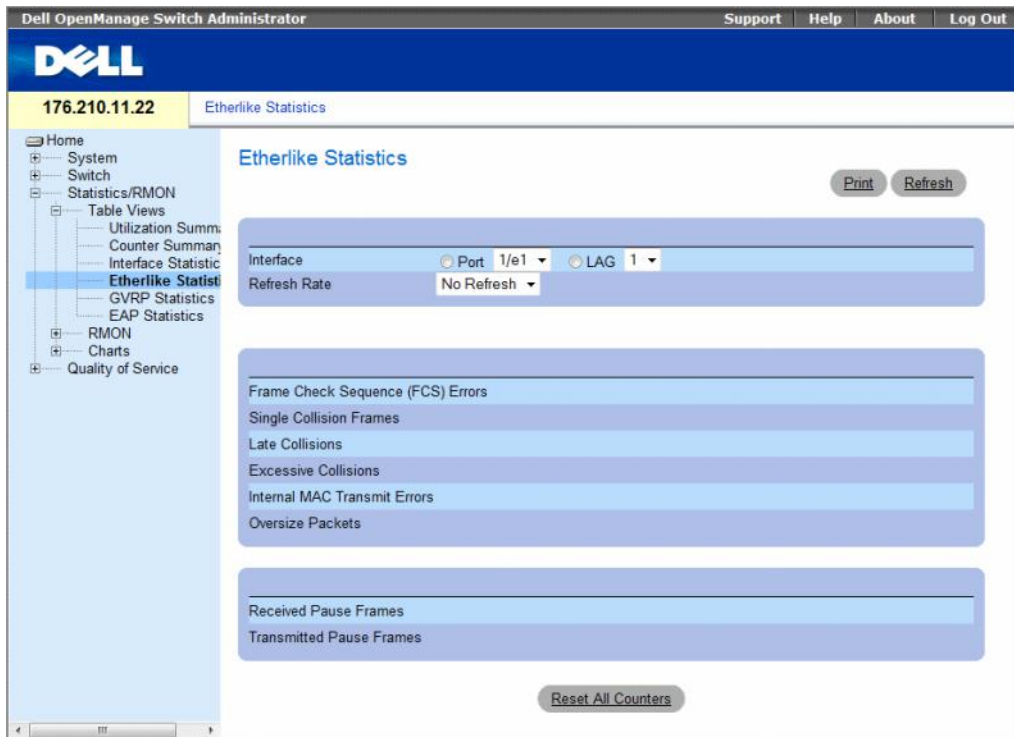 Dell OpenManage Switch Administrator
Support Help About Log Out
DELL
176.210.11.22
Etherlike Statistics
Home
System
Switch
Statistics/RMON
Table Views
Utilization Summa
Counter Summary
Interface Statistic
Etherlike Statisti
GVRP Statistics
EAP Statistics
RMON
Charts
Quality of Service
Etherlike Statistics
Print Refresh
Interface Port 1/e1 LAG 1
Refresh Rate No Refresh
Frame Check Sequence (FCS) Errors
Single Collision Frames
Late Collisions
Excessive Collisions
Internal MAC Transmit Errors
Oversize Packets
Received Pause Frames
Transmitted Pause Frames
Reset All Counters